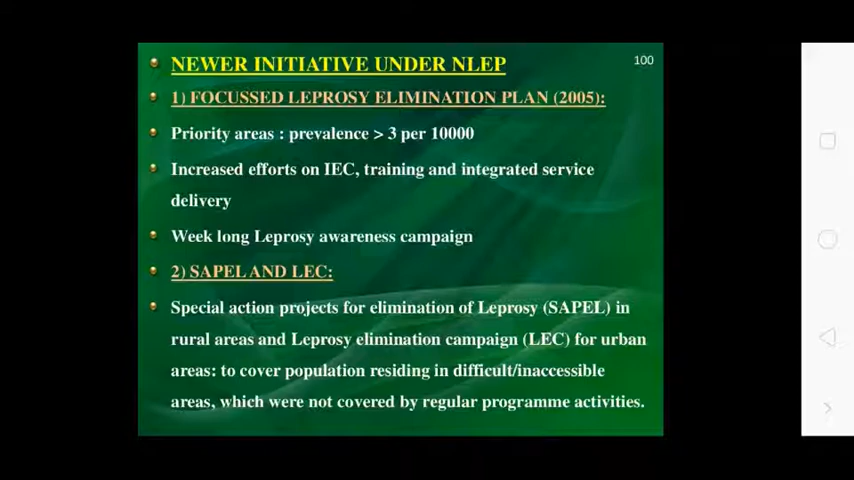 NEWER INITIATIVE UNDER NLEP
100
1) FOCUSSED LEPROSY ELIMINATION PLAN (2005):
Priority areas : prevalence > 3 per 10000
Increased efforts on IEC, training and integrated service
delivery
Week long Leprosy awareness campaign
2) SAPEL AND LEC:
Special action projects for elimination of Leprosy (SAPEL) in
rural areas and Leprosy elimination campaign (LEC) for urban
areas: to cover population residing in difficult/inaccessible
areas, which were not covered by regular programme activities.